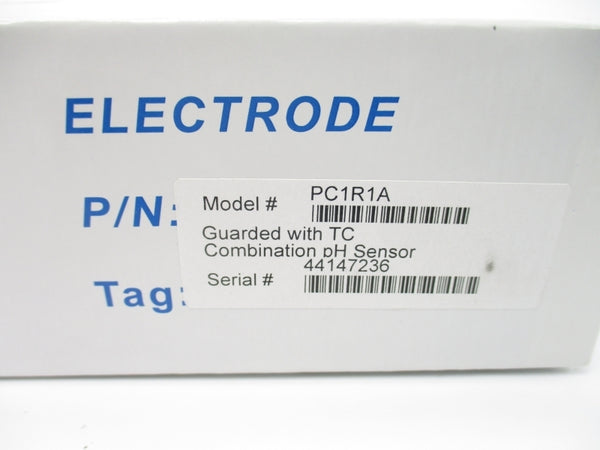 ELECTRODE
P/N:
Model # PC1R1A
Guarded with TC
Combination pH Sensor
44147236
Serial #
Tag: